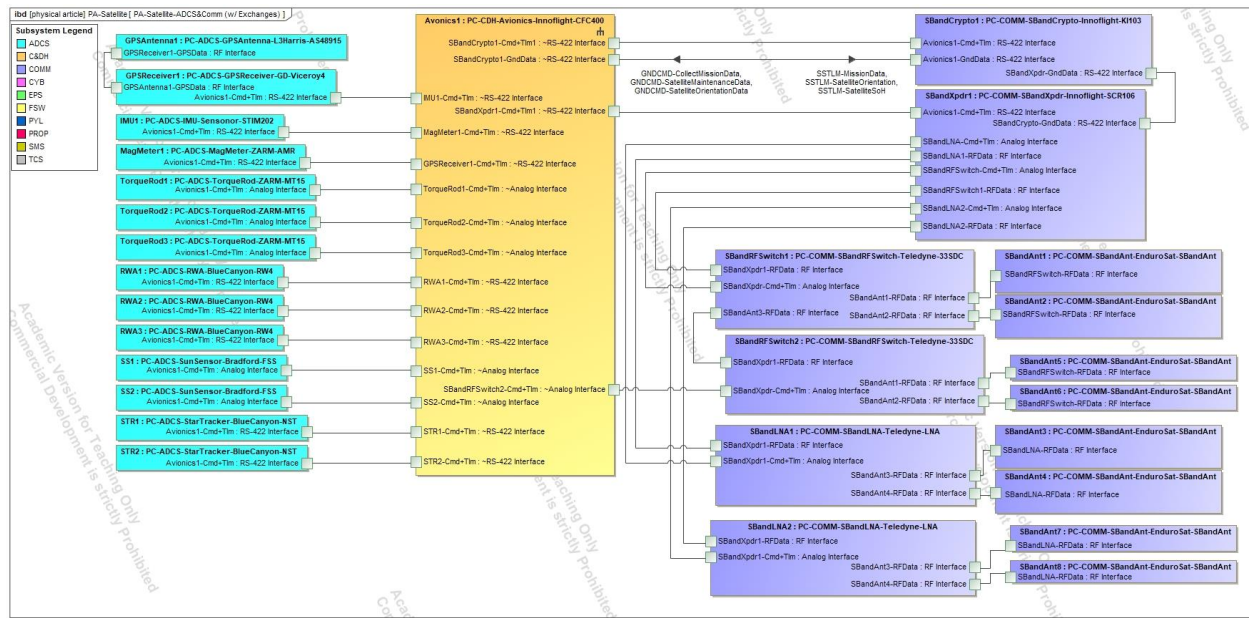 ibd [physical article] PA-Satellite [ PA-Satellite-ADCS&Comm (w/ Exchanges) ]
Subsystem Legend
ADCS
C&DH
COMM
CYB
EPS
FSW
PYL
PROP
SMS
TCS
GPSAntenna1 : PC-ADCS-GPSAntenna-L3Harris-AS48915
GPSReceiver1-GPSData : RF Interface
GPSReceiver1 : PC-ADCS-GPSReceiver-GD-Viceroy4
GPSAntenna1-GPSData : RF Interface
Avionics1-Cmd+Tlm : RS-422 Interface
IMU1 : PC-ADCS-IMU-Sensonor-STIM202
Avionics1-Cmd+Tlm : RS-422 Interface
MagMeter1 : PC-ADCS-MagMeter-ZARM-AMR
Avionics1-Cmd+Tlm : RS-422 Interface
TorqueRod1 : PC-ADCS-TorqueRod-ZARM-MT15
Avionics1-Cmd+Tlm : Analog Interface
TorqueRod2 : PC-ADCS-TorqueRod-ZARM-MT15
Avionics1-Cmd+Tlm : Analog Interface
TorqueRod3 : PC-ADCS-TorqueRod-ZARM-MT15
Avionics1-Cmd+Tlm : Analog Interface
RWA1 : PC-ADCS-RWA-BlueCanyon-RW4
Avionics1-Cmd+Tlm : RS-422 Interface
RWA2 : PC-ADCS-RWA-BlueCanyon-RW4
Avionics1-Cmd+Tlm : RS-422 Interface
RWA3 : PC-ADCS-RWA-BlueCanyon-RW4
Avionics1-Cmd+Tlm : RS-422 Interface
SS1 : PC-ADCS-SunSensor-Bradford-FSS
Avionics1-Cmd+Tlm : Analog Interface
SS2 : PC-ADCS-SunSensor-Bradford-FSS
Avionics1-Cmd+Tlm : Analog Interface
STR1 : PC-ADCS-StarTracker-BlueCanyon-NST
Avionics1-Cmd+Tlm : RS-422 Interface
STR2 : PC-ADCS-StarTracker-BlueCanyon-NST
Avionics1-Cmd+Tlm : RS-422 Interface
Avionics1 : PC-CDH-Avionics-Innoflight-CFC400
SBandCrypto1-Cmd+Tlm1 : ~RS-422 Interface
SBandCrypto1-GndData : ~RS-422 Interface
IMU1-Cmd+Tlm : ~RS-422 Interface
SBandXpdr1-Cmd+Tlm : ~RS-422 Interface
MagMeter1-Cmd+Tlm : ~RS-422 Interface
GPSReceiver1-Cmd+Tlm : ~RS-422 Interface
TorqueRod1-Cmd+Tlm : ~Analog Interface
TorqueRod2-Cmd+Tlm : ~Analog Interface
TorqueRod3-Cmd+Tlm : ~Analog Interface
RWA1-Cmd+Tlm : ~RS-422 Interface
RWA2-Cmd+Tlm : ~RS-422 Interface
RWA3-Cmd+Tlm : ~RS-422 Interface
SS1-Cmd+Tlm : ~Analog Interface
SBandRFSwitch2-Cmd+Tlm : ~Analog Interface
SS2-Cmd+Tlm : ~Analog Interface
STR1-Cmd+Tlm : ~RS-422 Interface
STR2-Cmd+Tlm : ~RS-422 Interface
GNDCMD-CollectMissionData,
GNDCMD-SatelliteMaintenanceData,
GNDCMD-SatelliteOrientationData
SSTLM-MissionData,
SSTLM-SatelliteOrientation,
SSTLM-SatelliteSoH
SBandCrypto1 : PC-COMM-SBandCrypto-Innoflight-KI103
Avionics1-Cmd+Tlm : RS-422 Interface
Avionics1-GndData : RS-422 Interface
SBandXpdr-GndData : RS-422 Interface
SBandXpdr1 : PC-COMM-SBandXpdr-Innoflight-SCR106
Avionics1-Cmd+Tlm : RS-422 Interface
SBandCrypto-GndData : RS-422 Interface
SBandLNA-Cmd+Tlm : Analog Interface
SBandLNA1-RFData : RF Interface
SBandRFSwitch-Cmd+Tlm : Analog Interface
SBandRFSwitch1-RFData : RF Interface
SBandLNA2-Cmd+Tlm : Analog Interface
SBandLNA2-RFData : RF Interface
SBandRFSwitch1 : PC-COMM-SBandRFSwitch-Teledyne-33SDC
SBandXpdr1-RFData : RF Interface
SBandXpdr-Cmd+Tlm : Analog Interface
SBandAnt1-RFData : RF Interface
SBandAnt3-RFData : RF Interface
SBandAnt2-RFData : RF Interface
SBandAnt1 : PC-COMM-SBandAnt-EnduroSat-SBandAnt
SBandRFSwitch-RFData : RF Interface
SBandAnt2 : PC-COMM-SBandAnt-EnduroSat-SBandAnt
SBandRFSwitch-RFData : RF Interface
SBandRFSwitch2 : PC-COMM-SBandRFSwitch-Teledyne-33SDC
SBandXpdr1-RFData : RF Interface
SBandAnt1-RFData : RF Interface
SBandXpdr-Cmd+Tlm : Analog Interface
SBandAnt2-RFData : RF Interface
SBandAnt5 : PC-COMM-SBandAnt-EnduroSat-SBandAnt
SBandRFSwitch-RFData : RF Interface
SBandAnt6 : PC-COMM-SBandAnt-EnduroSat-SBandAnt
SBandRFSwitch-RFData : RF Interface
SBandLNA1 : PC-COMM-SBandLNA-Teledyne-LNA
SBandXpdr1-RFData : RF Interface
SBandXpdr1-Cmd+Tlm : Analog Interface
SBandAnt3-RFData : RF Interface
SBandAnt4-RFData : RF Interface
SBandAnt3 : PC-COMM-SBandAnt-EnduroSat-SBandAnt
SBandLNA-RFData : RF Interface
SBandAnt4 : PC-COMM-SBandAnt-EnduroSat-SBandAnt
SBandLNA-RFData : RF Interface
SBandLNA2 : PC-COMM-SBandLNA-Teledyne-LNA
SBandXpdr1-RFData : RF Interface
SBandXpdr1-Cmd+Tlm : Analog Interface
SBandAnt3-RFData : RF Interface
SBandAnt4-RFData : RF Interface
SBandAnt7 : PC-COMM-SBandAnt-EnduroSat-SBandAnt
SBandLNA-RFData : RF Interface
SBandAnt8 : PC-COMM-SBandAnt-EnduroSat-SBandAnt
SBandLNA-RFData : RF Interface
Academic Version for Teaching Only
Commercial Development is strictly Prohibited